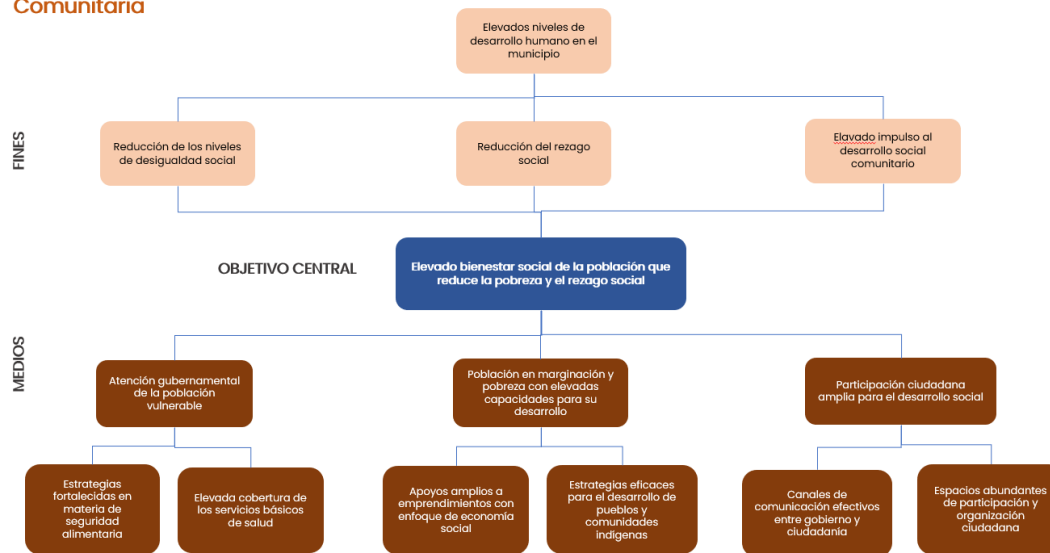 Comunitaria
Elevados niveles de
desarrollo humano en el
municipio
FINES
Reducción de los niveles
de desigualdad social
Reducción del rezago
social
Elavado impulso al
desarrollo social
comunitario
OBJETIVO CENTRAL
Elevado bienestar social de la población que
reduce la pobreza y el rezago social
MEDIOS
Atención gubernamental
de la población
vulnerable
Población en marginación y
pobreza con elevadas
capacidades para su
desarrollo
Participación ciudadana
amplia para el desarrollo social
Estrategias
fortalecidas en
materia de
seguridad
alimentaria
Elevada cobertura de
los servicios básicos
de salud
Apoyos amplios a
emprendimientos con
enfoque de economía
social
Estrategias eficaces
para el desarrollo de
pueblos y
comunidades
indígenas
Canales de
comunicación efectivos
entre gobierno y
ciudadanía
Espacios abundantes
de participación y
organización
ciudadana